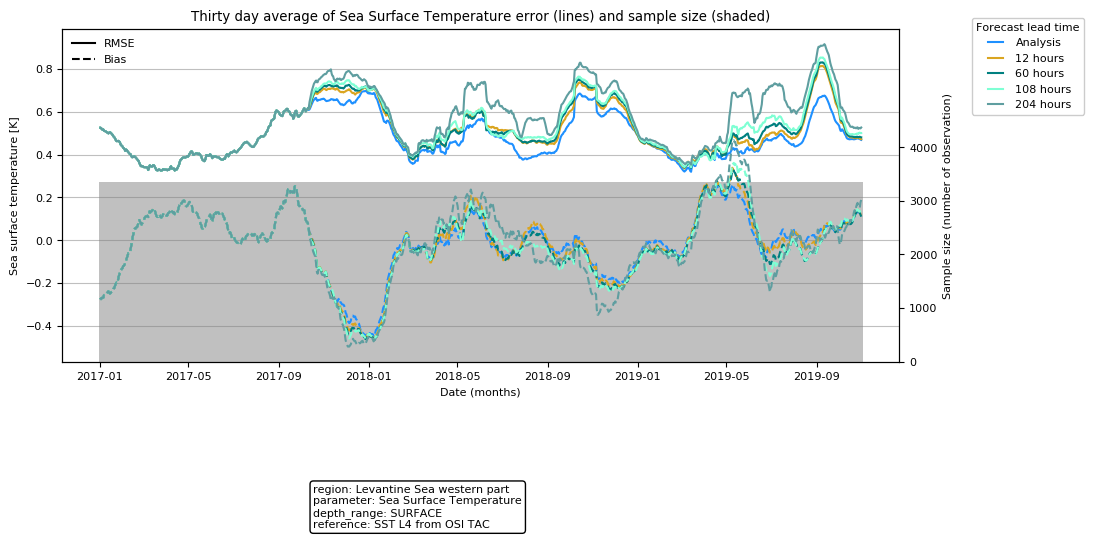 Thirty day average of Sea Surface Temperature error (lines) and sample size (shaded)
RMSE
Bias
Forecast lead time
Analysis
12 hours
60 hours
108 hours
204 hours
Sea surface temperature [K]
0.8
0.6
0.4
0.2
0.0
−0.2
−0.4
4000
3000
2000
1000
0
Sample size (number of observation)
2017-01
2017-05
2017-09
2018-01
2018-05
2018-09
2019-01
2019-05
2019-09
Date (months)
region: Levantine Sea western part
parameter: Sea Surface Temperature
depth_range: SURFACE
reference: SST L4 from OSI TAC